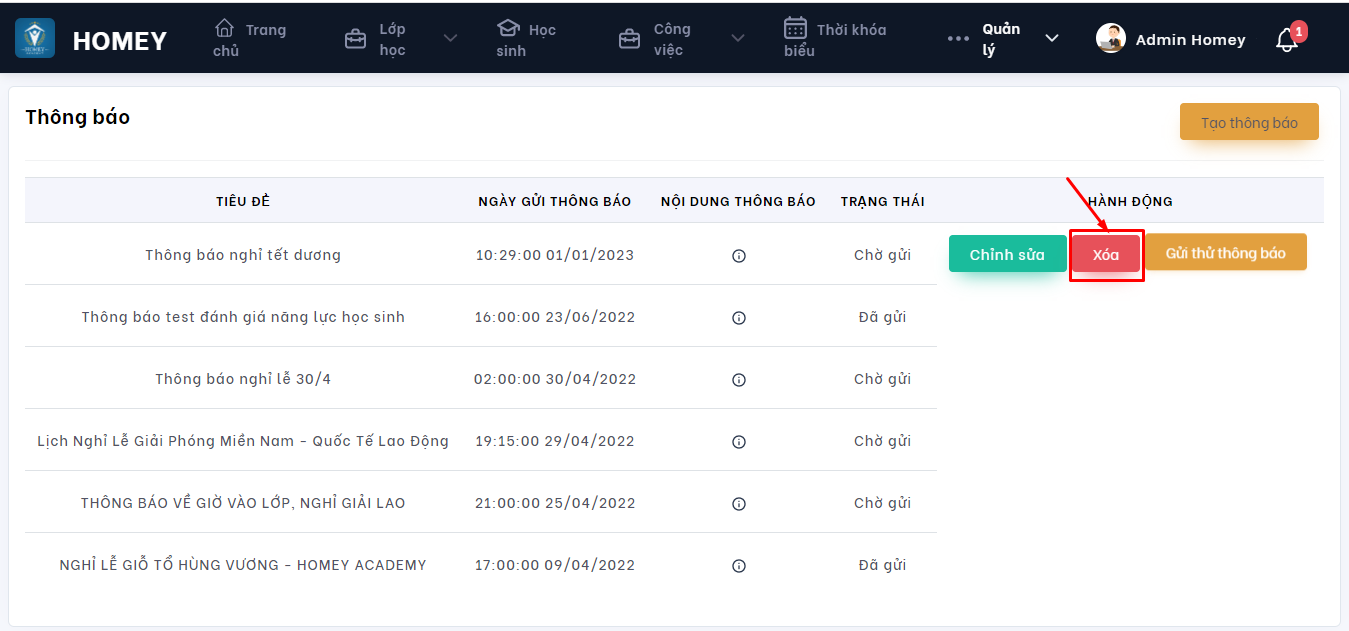 HOMEY
Trang
chủ
Lớp
học
Học
sinh
Công
việc
Thời khóa
biểu
Quản
lý
Admin Homey
1
Thông báo
Tạo thông báo
TIÊU ĐỀ NGÀY GỬI THÔNG BÁO NỘI DUNG THÔNG BÁO TRẠNG THÁI HÀNH ĐỘNG
Thông báo nghỉ tết dương 10:29:00 01/01/2023 Chờ gửi Chỉnh sửa Xóa Gửi thử thông báo
Thông báo test đánh giá năng lực học sinh 16:00:00 23/06/2022 Đã gửi
Thông báo nghỉ lễ 30/4 02:00:00 30/04/2022 Chờ gửi
Lịch Nghỉ Lễ Giải Phóng Miền Nam - Quốc Tế Lao Động 19:15:00 29/04/2022 Chờ gửi
THÔNG BÁO VỀ GIỜ VÀO LỚP, NGHỈ GIẢI LAO 21:00:00 25/04/2022 Chờ gửi
NGHỈ LỄ GIỖ TỔ HÙNG VƯƠNG - HOMEY ACADEMY 17:00:00 09/04/2022 Đã gửi